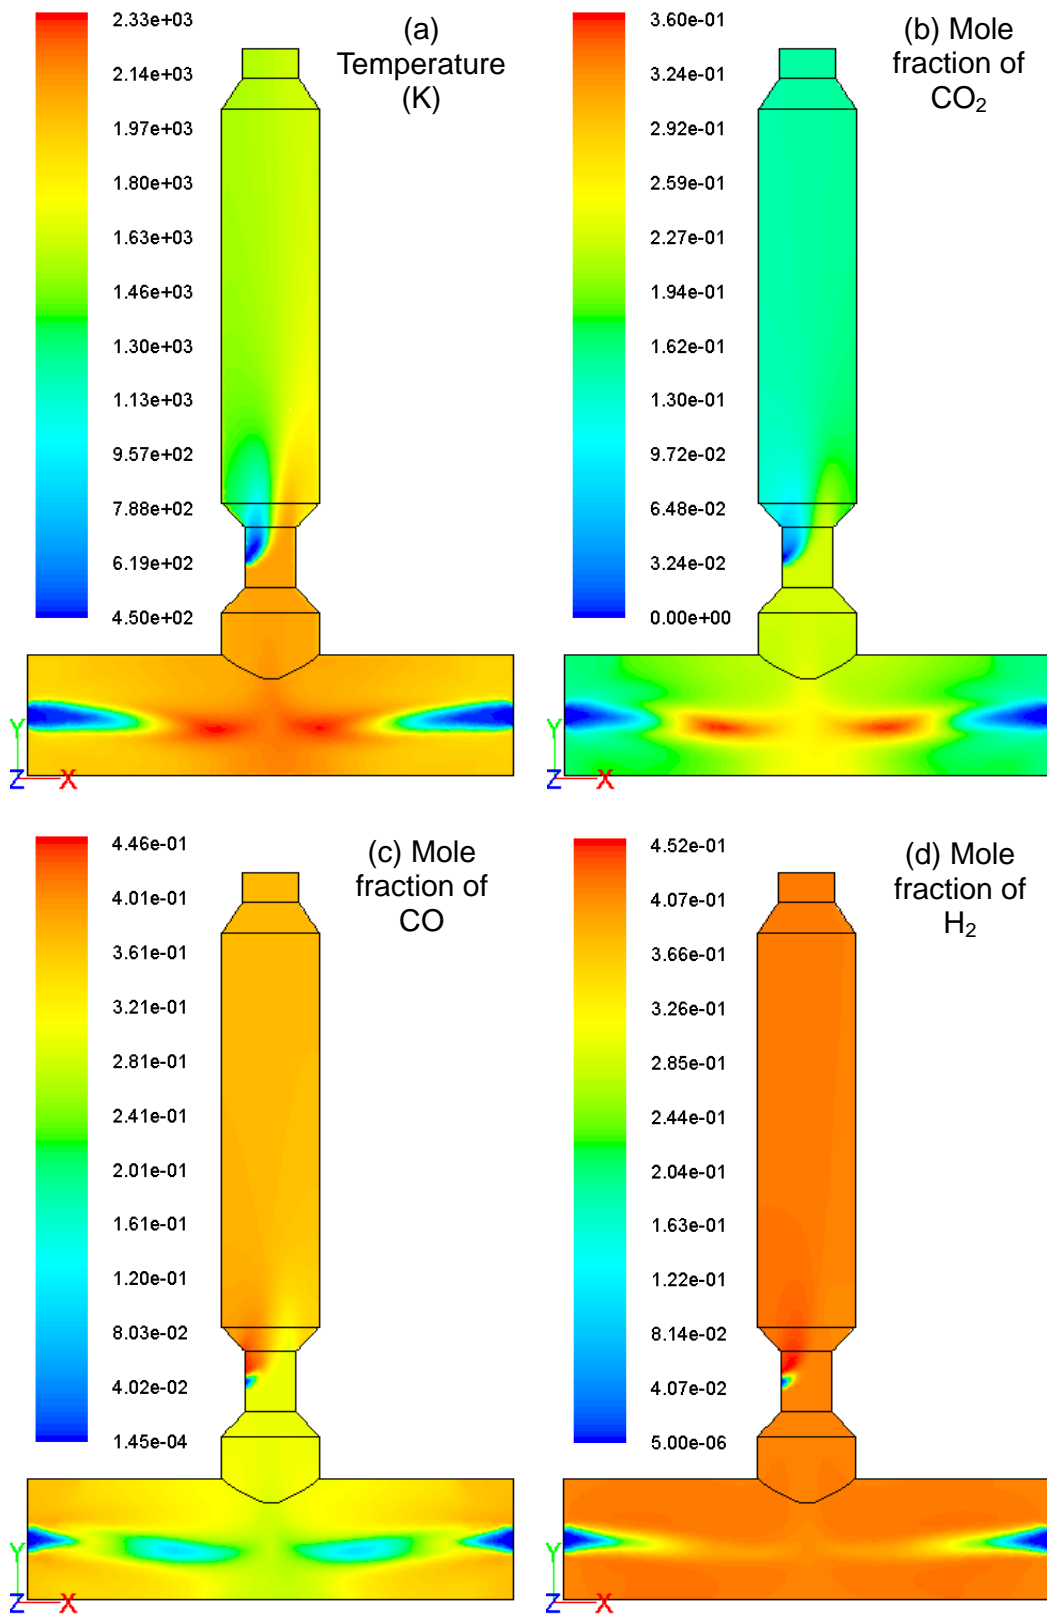 (a)
Temperature
(K)
2.33e+03
2.14e+03
1.97e+03
1.80e+03
1.63e+03
1.46e+03
1.30e+03
1.13e+03
9.57e+02
7.88e+02
6.19e+02
4.50e+02
Y
Z X
(b) Mole
fraction of
CO₂
3.60e-01
3.24e-01
2.92e-01
2.59e-01
2.27e-01
1.94e-01
1.62e-01
1.30e-01
9.72e-02
6.48e-02
3.24e-02
0.00e+00
Y
Z X
(c) Mole
fraction of
CO
4.46e-01
4.01e-01
3.61e-01
3.21e-01
2.81e-01
2.41e-01
2.01e-01
1.61e-01
1.20e-01
8.03e-02
4.02e-02
1.45e-04
Y
Z X
(d) Mole
fraction of
H₂
4.52e-01
4.07e-01
3.66e-01
3.26e-01
2.85e-01
2.44e-01
2.04e-01
1.63e-01
1.22e-01
8.14e-02
4.07e-02
5.00e-06
Y
Z X